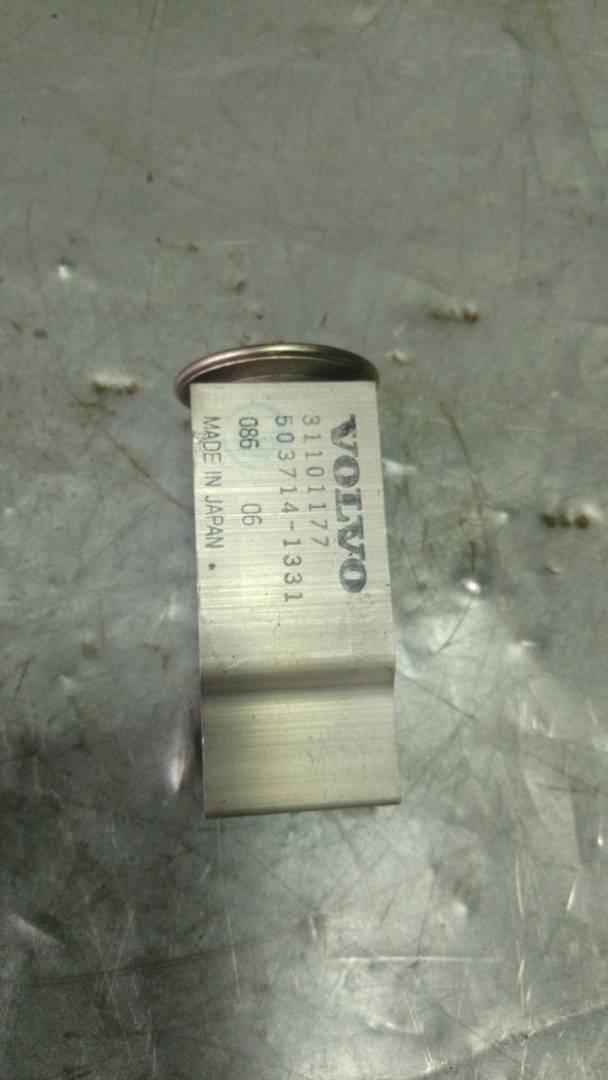 VOLVO
31101177
503714-1331
086 06
MADE IN JAPAN •